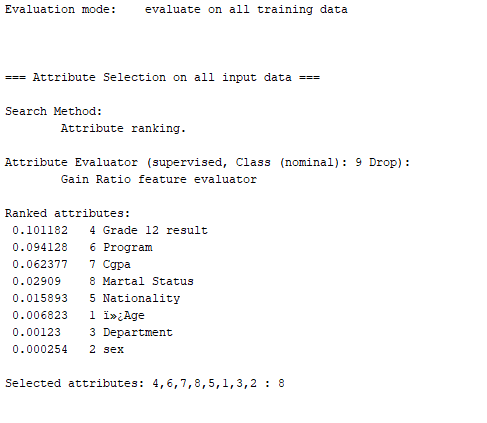 Evaluation mode:    evaluate on all training data
=== Attribute Selection on all input data ===
Search Method:
Attribute ranking.
Attribute Evaluator (supervised, Class (nominal): 9 Drop):
Gain Ratio feature evaluator
Ranked attributes:
0.101182   4 Grade 12 result
0.094128   6 Program
0.062377   7 Cgpa
0.02909    8 Martal Status
0.015893   5 Nationality
0.006823   1 ï»¿Age
0.00123    3 Department
0.000254   2 sex
Selected attributes: 4,6,7,8,5,1,3,2 : 8